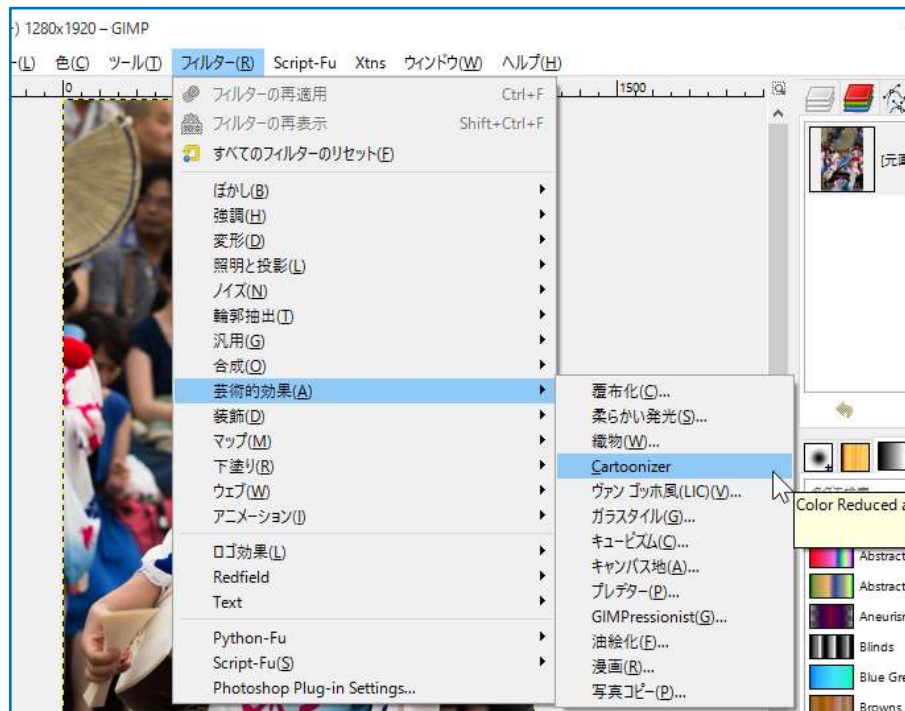 ) 1280x1920 – GIMP
(L) 色(C) ツール(T) フィルター(R) Script-Fu Xtns ウィンドウ(W) ヘルプ(H)
0 1500
フィルターの再適用 Ctrl+F
フィルターの再表示 Shift+Ctrl+F
すべてのフィルターのリセット(F)
[元
ぼかし(B)
強調(H)
変形(D)
照明と投影(L)
ノイズ(N)
輪郭抽出(T)
汎用(G)
合成(O)
芸術的効果(A)
装飾(D)
マップ(M)
下塗り(R)
ウェブ(W)
アニメーション(I)
ロゴ効果(L)
Redfield
Text
Python-Fu
Script-Fu(S)
Photoshop Plug-in Settings...
覆布化(C)...
柔らかい発光(S)...
織物(W)...
Cartoonizer
ヴァン ゴッホ風(LIC)(V)...
ガラスタイル(G)...
キュービズム(C)...
キャンバス地(A)...
プレデター(P)...
GIMPressionist(G)...
油絵化(F)...
漫画(R)...
写真コピー(P)...
Color Reduced a
Abstract
Abstract
Aneurisr
Blinds
Blue Gre
Browns